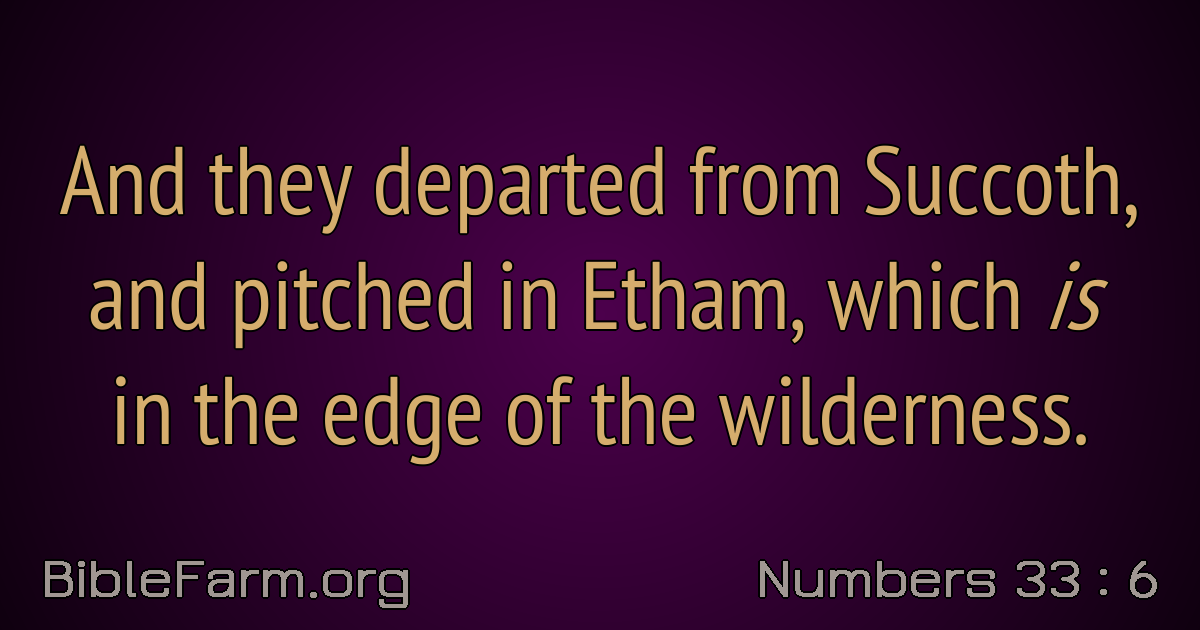 And they departed from Succoth,
and pitched in Etham, which is
in the edge of the wilderness.
BibleFarm.org
Numbers 33 : 6